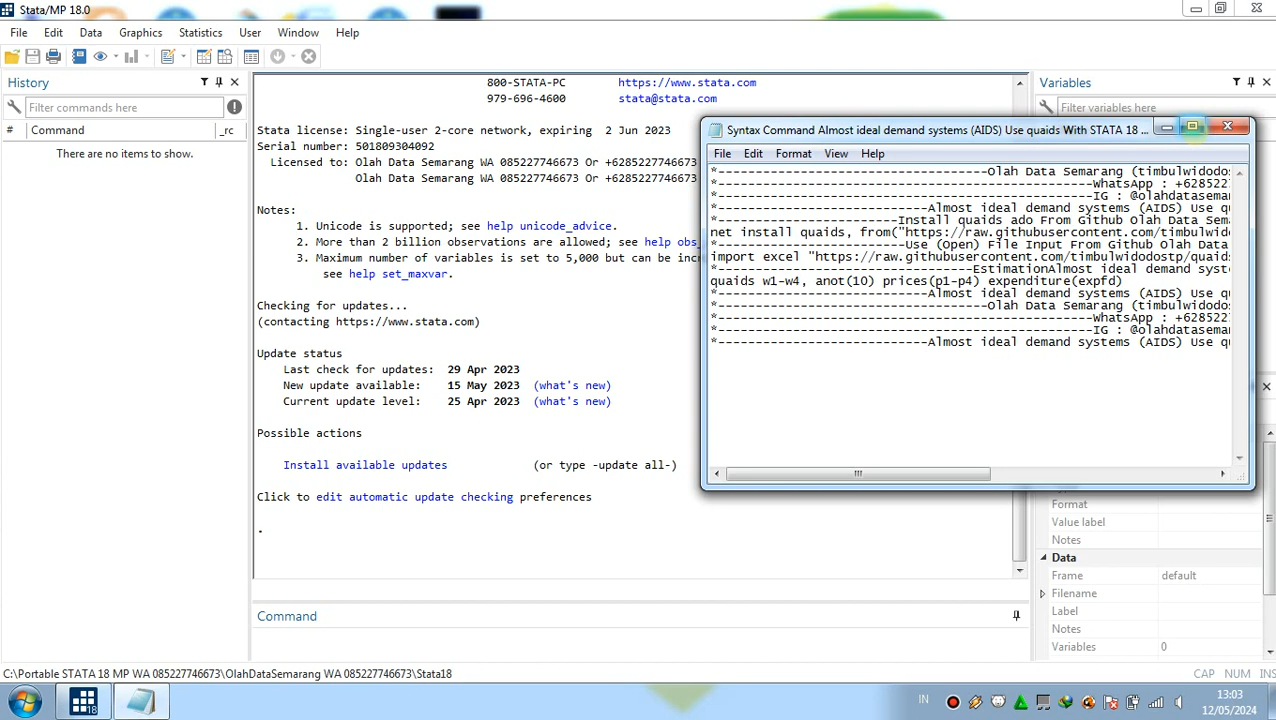 Stata/MP 18.0
File Edit Data Graphics Statistics User Window Help
History
Filter commands here
# Command _rc
There are no items to show.
800-STATA-PC https://www.stata.com
979-696-4600 stata@stata.com
Stata license: Single-user 2-core network, expiring 2 Jun 2023
Serial number: 501809304092
Licensed to: Olah Data Semarang WA 085227746673 Or +6285227746673
Olah Data Semarang WA 085227746673 Or +6285227746673
Notes:
1. Unicode is supported; see help unicode_advice.
2. More than 2 billion observations are allowed; see help obs_
3. Maximum number of variables is set to 5,000 but can be incr
see help set_maxvar.
Checking for updates...
(contacting https://www.stata.com)
Update status
Last check for updates: 29 Apr 2023
New update available: 15 May 2023 (what's new)
Current update level: 25 Apr 2023 (what's new)
Possible actions
Install available updates (or type -update all-)
Click to edit automatic update checking preferences
.
Command
Variables
Filter variables here
Syntax Command Almost ideal demand systems (AIDS) Use quaids With STATA 18 ...
File Edit Format View Help
*------------------------------------Olah Data Semarang (timbulwidodos
*--------------------------------------------------WhatsApp : +628522
*--------------------------------------------------IG : @olahdatasemar
*----------------------------Almost ideal demand systems (AIDS) Use qu
*------------------------Install quaids ado From Github Olah Data Sema
net install quaids, from("https://raw.githubusercontent.com/timbulwido
*-------------------------Use (Open) File Input From Github Olah Data
import excel "https://raw.githubusercontent.com/timbulwidodostp/quaids
*----------------------------------EstimationAlmost ideal demand syste
quaids w1-w4, anot(10) prices(p1-p4) expenditure(expfd)
*----------------------------Almost ideal demand systems (AIDS) Use qu
*------------------------------------Olah Data Semarang (timbulwidodos
*--------------------------------------------------WhatsApp : +628522
*--------------------------------------------------IG : @olahdatasemar
*----------------------------Almost ideal demand systems (AIDS) Use qu
Format
Value label
Notes
Data
Frame default
Filename
Label
Notes
Variables 0
C:\Portable STATA 18 MP WA 085227746673\OlahDataSemarang WA 085227746673\Stata18
CAP NUM INS
18
IN
13:03
12/05/2024